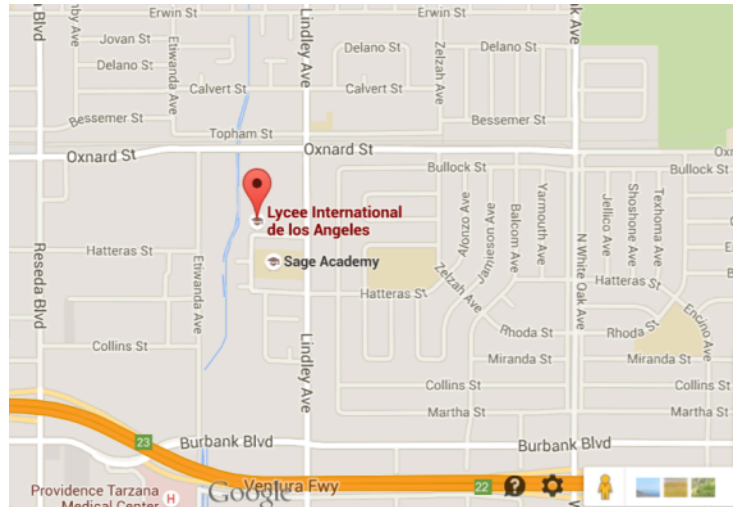 Erwin St
Erwin St
Jovan St
Delano St
Delano St
Delano St
Etiwanda Ave
Lindley Ave
Zelzah Ave
Calvert St
Calvert St
Bessemer St
Bessemer St
Topham St
Oxnard St
Oxnard St
Bullock St
Bullock St
Lycee International
de los Angeles
Sage Academy
Alonzo Ave
Jamieson Ave
Balcom Ave
Yarmouth Ave
Jellico Ave
Shoshone Ave
Texhoma Ave
Reseda Blvd
Hatteras St
Etiwanda Ave
Hatteras St
Zelzah Ave
N White Oak Ave
Hatteras St
Encino Ave
Rhoda St
Rhoda St
Collins St
Lindley Ave
Miranda St
Miranda St
Collins St
Collins St
Martha St
Martha St
23
Burbank Blvd
Burbank Blvd
Providence Tarzana
Medical Center
H
Google
Ventura Fwy
22
?